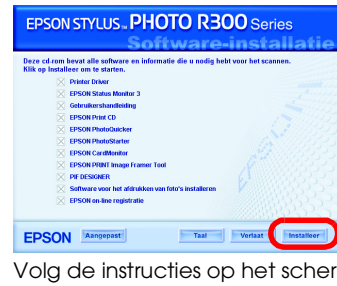 EPSON STYLUS™ PHOTO R300 Series
Software-installatie
Deze cd-rom bevat alle software en informatie die u nodig hebt voor het scannen.
Klik op Installeer om te starten.
Printer Driver
EPSON Status Monitor 3
Gebruikershandleiding
EPSON Print CD
EPSON PhotoQuicker
EPSON PhotoStarter
EPSON CardMonitor
EPSON PRINT Image Framer Tool
PIF DESIGNER
Software voor het afdrukken van foto's installeren
EPSON on-line registratie
EPSON Aangepast Taal Verlaat Installeer
Volg de instructies op het scher